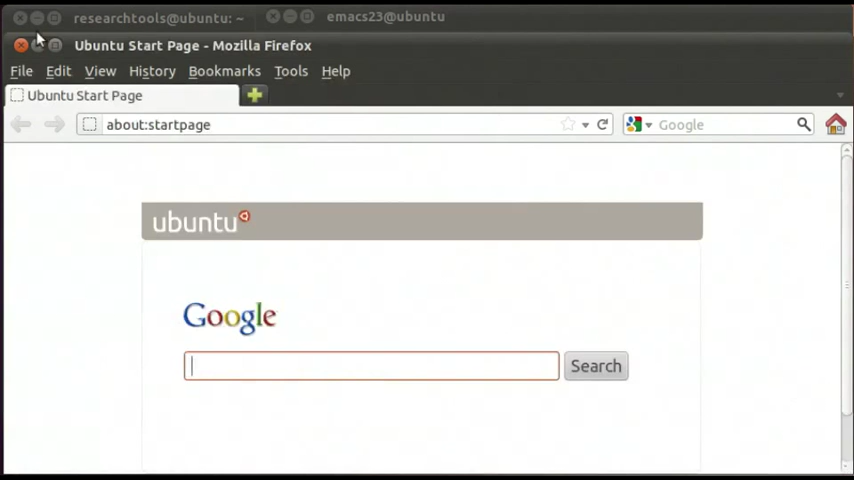 researchtools@ubuntu: ~
emacs23@ubuntu
Ubuntu Start Page - Mozilla Firefox
File Edit View History Bookmarks Tools Help
Ubuntu Start Page
about:startpage
Google
ubuntu
Google
Search